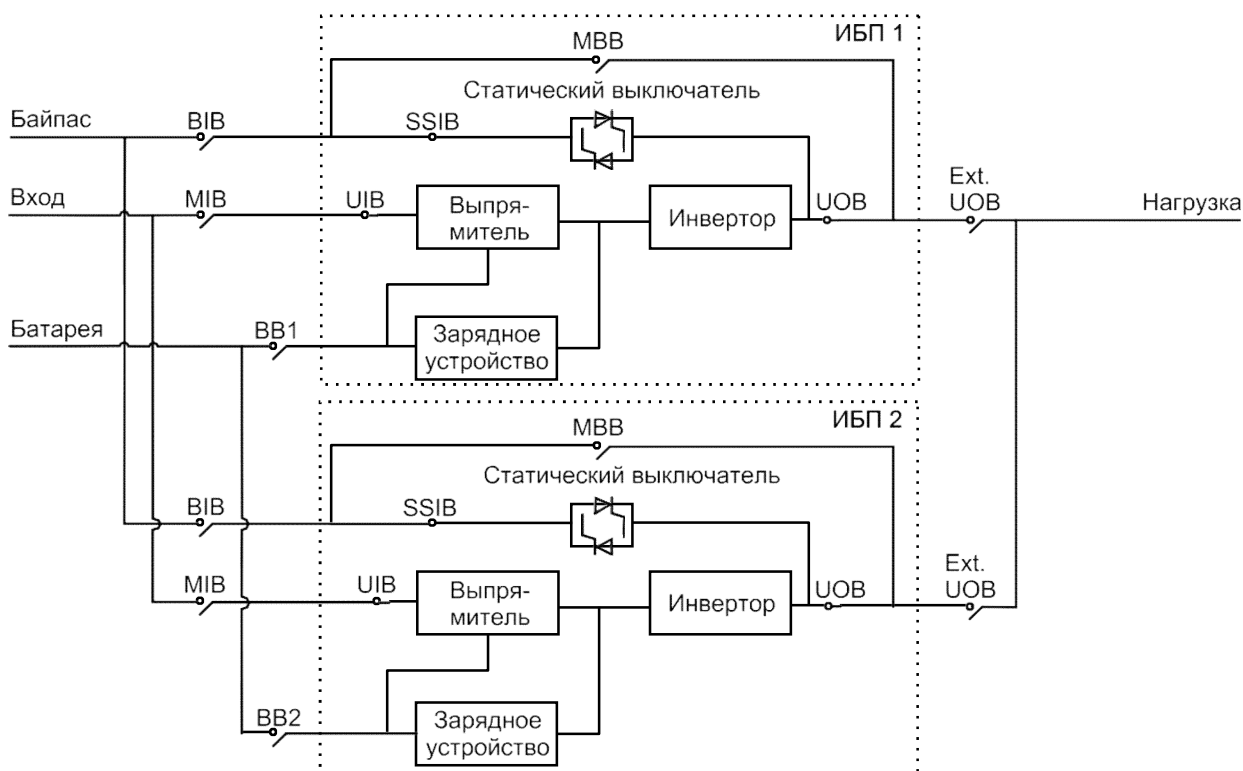 ИБП 1
MBB
Статический выключатель
Байпас
BIB
SSIB
Вход
MIB
UIB
Выпря-
митель
Инвертор
UOB
Ext.
UOB
Нагрузка
Батарея
BB1
Зарядное
устройство
ИБП 2
MBB
Статический выключатель
BIB
SSIB
MIB
UIB
Выпря-
митель
Инвертор
UOB
Ext.
UOB
BB2
Зарядное
устройство